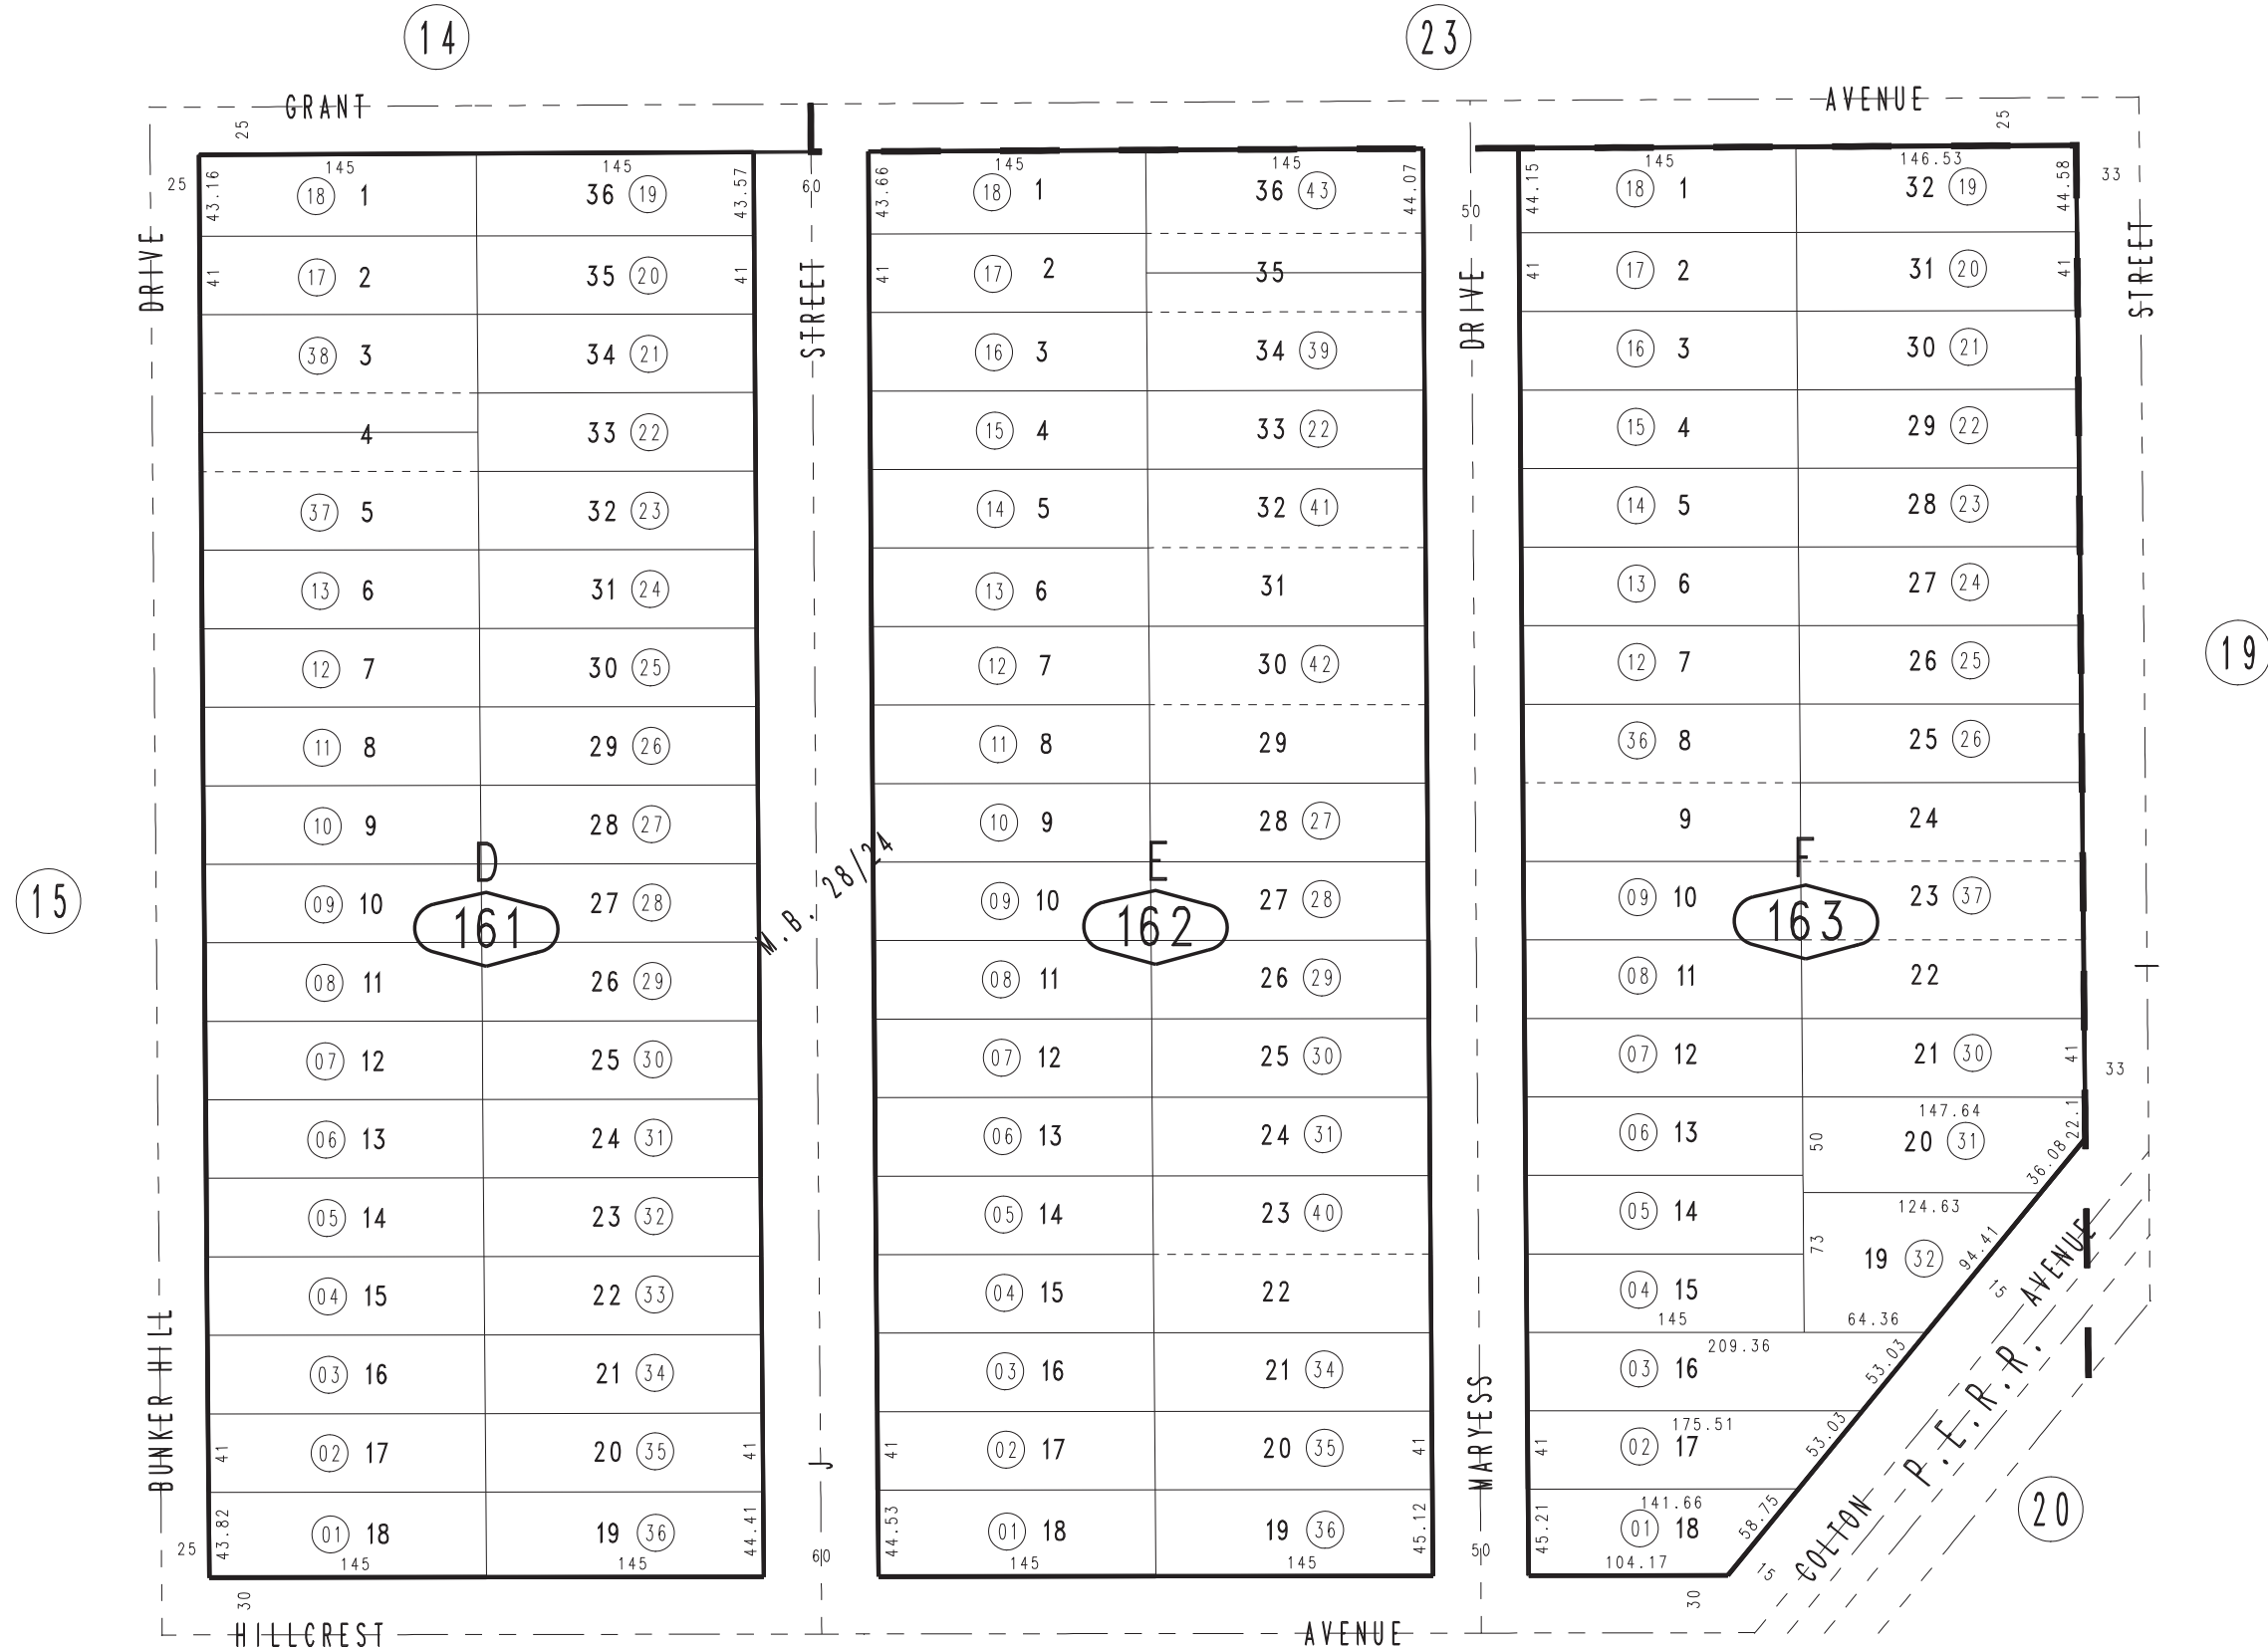 14 23
GRANT AVENUE
25 25
25 145 145 60 145 145 50 145 146.53 33
43.16 18 1 36 19 43.57 43.66 18 1 36 43 44.07 44.15 18 1 32 19 44.58
DRIVE STREET DRIVE STREET
41 17 2 35 20 41 41 17 2 35 41 17 2 31 20 41
38 3 34 21 16 3 34 39 16 3 30 21
4 33 22 15 4 33 22 15 4 29 22
37 5 32 23 14 5 32 41 14 5 28 23
13 6 31 24 13 6 31 13 6 27 24
12 7 30 25 12 7 30 42 12 7 26 25 19
11 8 29 26 11 8 29 36 8 25 26
10 9 28 27 10 9 28 27 9 24
D E F
M.B. 28/24
15 09 10 27 28 09 10 27 28 09 10 23 37
161 162 163
08 11 26 29 08 11 26 29 08 11 22
I
07 12 25 30 07 12 25 30 07 12 21 30 41 33
147.64 22.1
06 13 24 31 06 13 24 31 06 13 50 20 31 36.08
05 14 23 32 05 14 23 40 05 14 124.63
73 19 32 94.41 15 AVENUE
04 15 22 33 04 15 22 04 15
145 64.36
209.36
03 16 21 34 03 16 21 34 03 16 53.03
P.E.R.R.
BUNKER HILL J MARYESS
175.51
41 02 17 20 35 41 41 02 17 20 35 41 41 02 17 53.03
141.66 20
43.82 01 18 19 36 44.41 44.53 01 18 19 36 45.12 45.21 01 18 58.75 COLTON
25 145 145 60 145 145 50 104.17 15
30 30
HILLCREST AVENUE